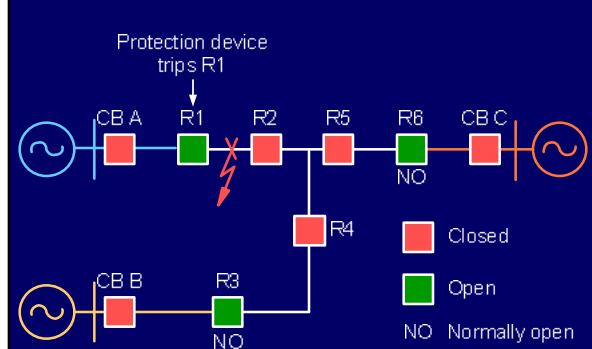 Protection device
trips R1
CB A
R1
R2
R5
R6
CB C
NO
R4
Closed
CB B
R3
Open
NO
NO Normally open